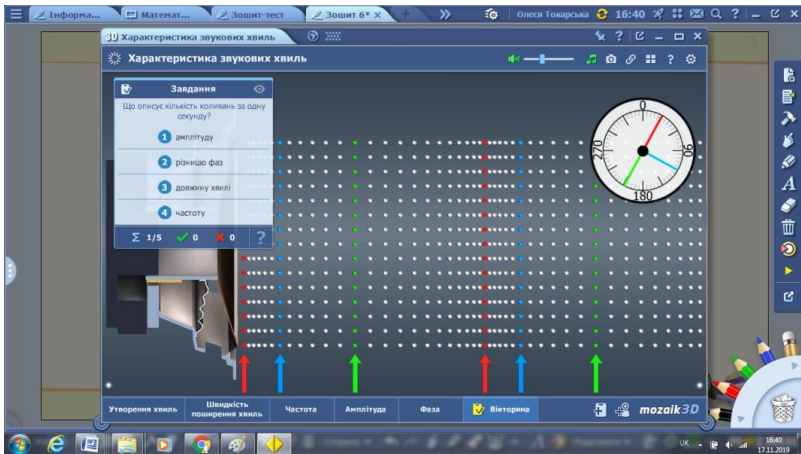 Інформа...
Математ...
Зошит-тест
Зошит 6* x
Олеся Токарська
16:40
3D Характеристика звукових хвиль
Характеристика звукових хвиль
Завдання
Що описує кількість коливань за одну
секунду?
1 амплітуду
2 різницю фаз
3 довжину хвилі
4 частоту
Σ 1/5 0 0 ?
0
90
180
270
Утворення хвиль
Швидкість
поширення хвиль
Частота
Амплітуда
Фаза
Вікторина
mozaik3D
UK
16:40
17.11.2019